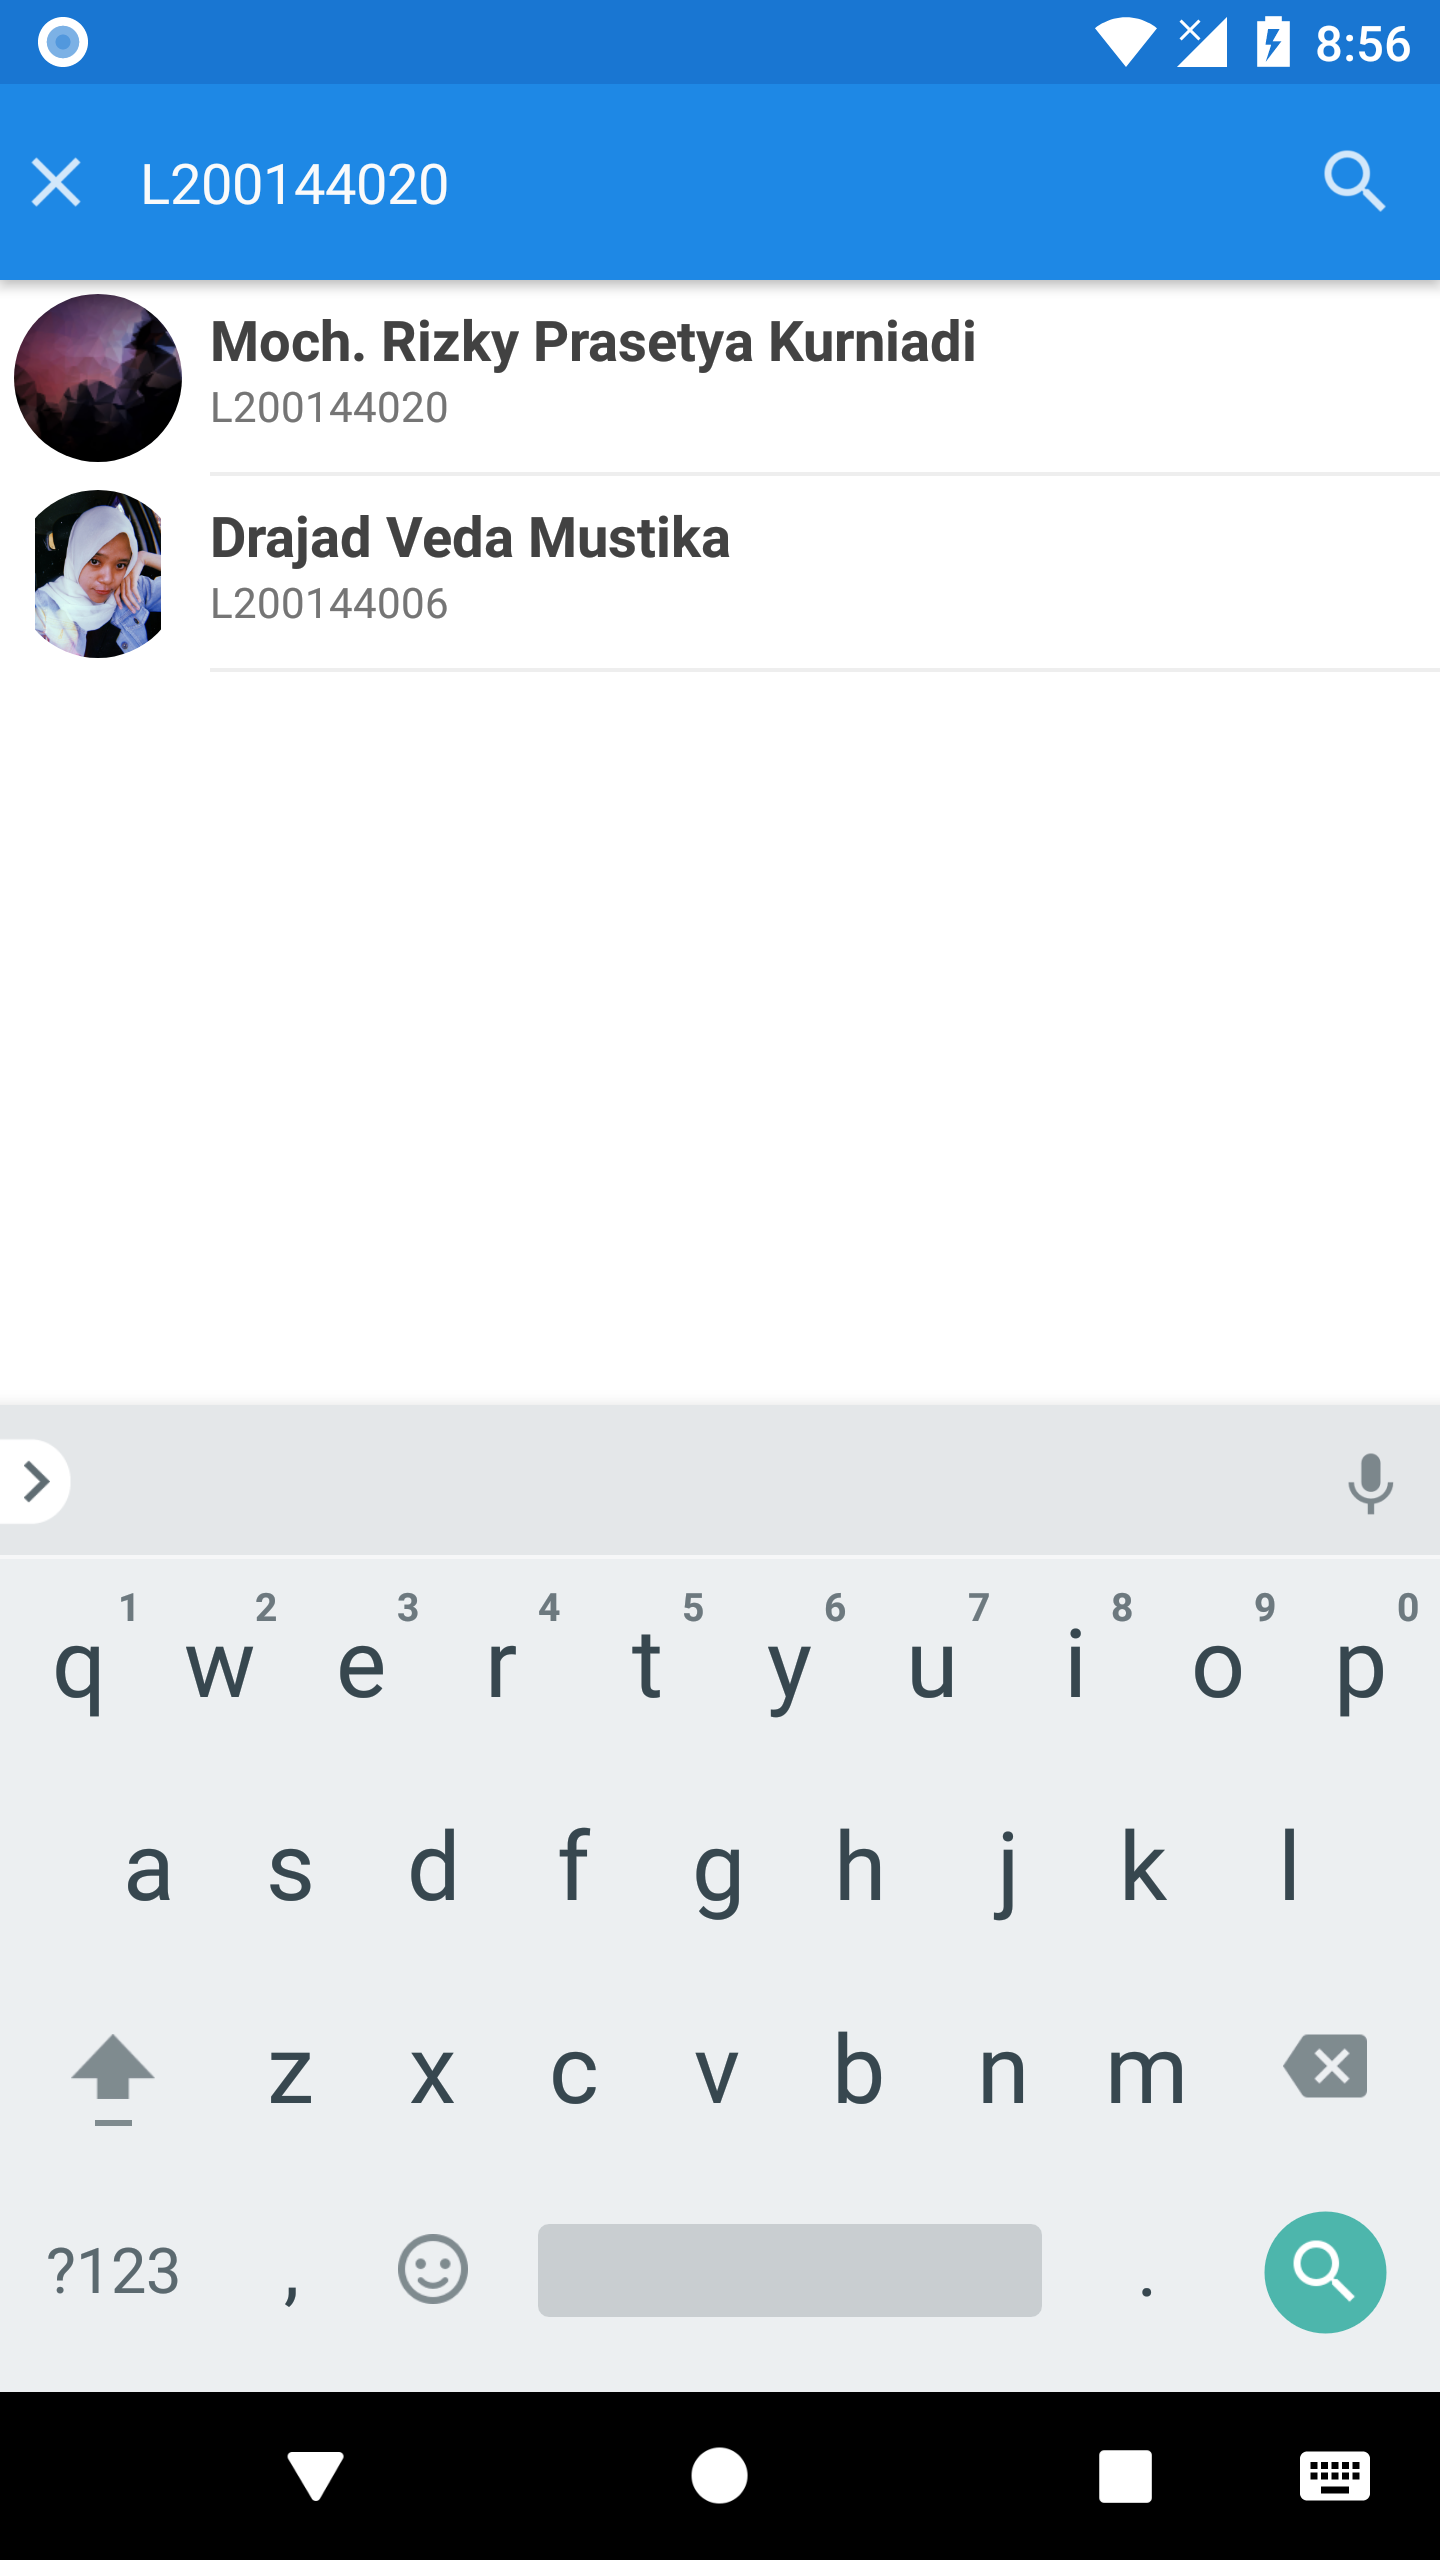 8:56
L200144020
Moch. Rizky Prasetya Kurniadi
L200144020
Drajad Veda Mustika
L200144006
1 2 3 4 5 6 7 8 9 0
q w e r t y u i o p
a s d f g h j k l
z x c v b n m
?123 , .